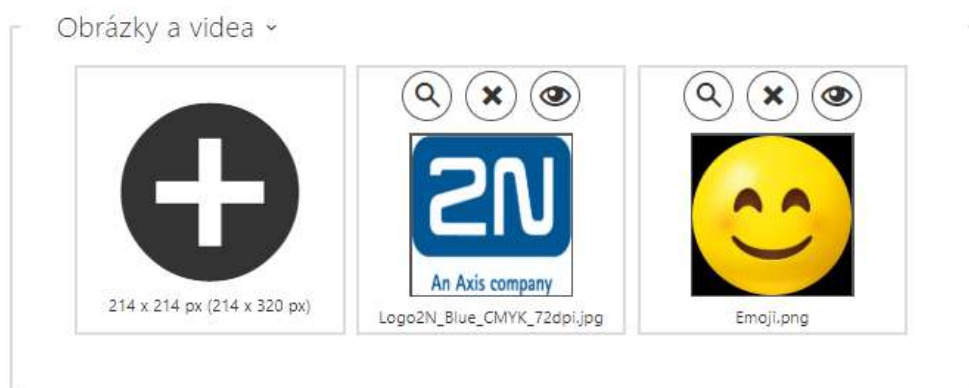 Obrázky a videa
214 x 214 px (214 x 320 px)
2N
An Axis company
Logo2N_Blue_CMYK_72dpi.jpg
Emoji.png